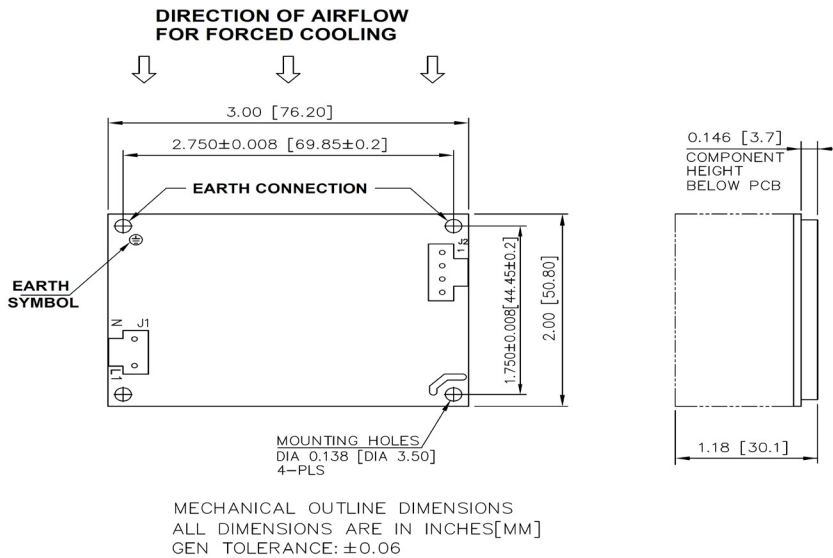 DIRECTION OF AIRFLOW
FOR FORCED COOLING
3.00 [76.20]
2.750±0.008 [69.85±0.2]
0.146 [3.7]
COMPONENT
HEIGHT
BELOW PCB
EARTH CONNECTION
J2
1
EARTH
SYMBOL
1.750±0.008[44.45±0.2]
2.00 [50.80]
N
J1
L1
MOUNTING HOLES
DIA 0.138 [DIA 3.50]
4-PLS
1.18 [30.1]
MECHANICAL OUTLINE DIMENSIONS
ALL DIMENSIONS ARE IN INCHES[MM]
GEN TOLERANCE:±0.06